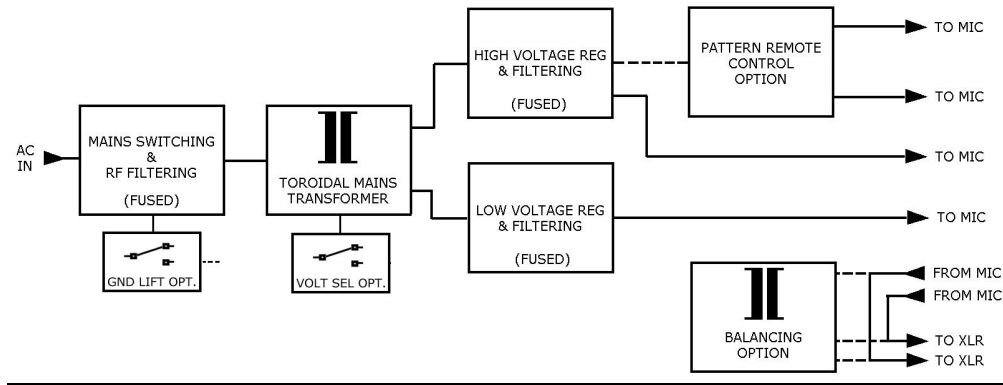 AC
IN
MAINS SWITCHING
&
RF FILTERING
(FUSED)
GND LIFT OPT.
TOROIDAL MAINS
TRANSFORMER
VOLT SEL OPT.
HIGH VOLTAGE REG
& FILTERING
(FUSED)
LOW VOLTAGE REG
& FILTERING
(FUSED)
PATTERN REMOTE
CONTROL
OPTION
TO MIC
TO MIC
TO MIC
TO MIC
BALANCING
OPTION
FROM MIC
FROM MIC
TO XLR
TO XLR